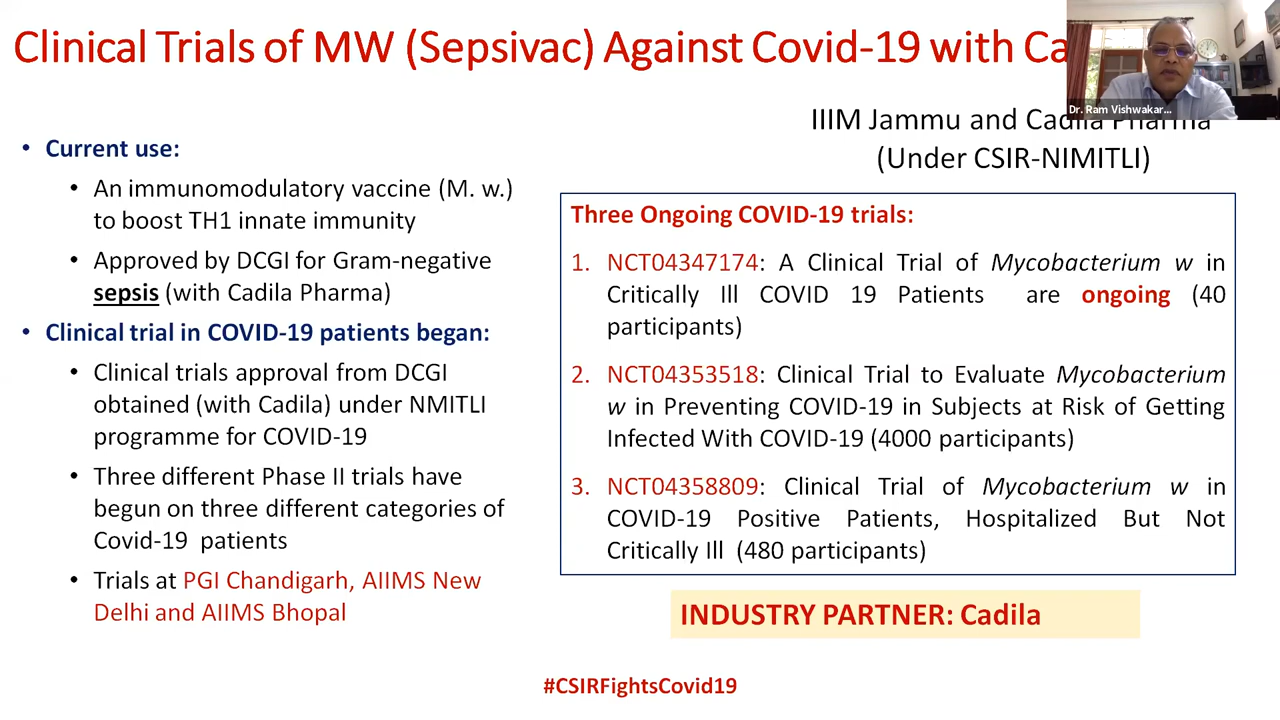 Clinical Trials of MW (Sepsivac) Against Covid-19 with Ca
Dr. Ram Vishwakar...
IIIM Jammu and Cadila Pharma
(Under CSIR-NIMITLI)
• Current use:
• An immunomodulatory vaccine (M. w.)
to boost TH1 innate immunity
• Approved by DCGI for Gram-negative
sepsis (with Cadila Pharma)
• Clinical trial in COVID-19 patients began:
• Clinical trials approval from DCGI
obtained (with Cadila) under NMITLI
programme for COVID-19
• Three different Phase II trials have
begun on three different categories of
Covid-19 patients
• Trials at PGI Chandigarh, AIIMS New
Delhi and AIIMS Bhopal
Three Ongoing COVID-19 trials:
1. NCT04347174: A Clinical Trial of Mycobacterium w in
Critically Ill COVID 19 Patients are ongoing (40
participants)
2. NCT04353518: Clinical Trial to Evaluate Mycobacterium
w in Preventing COVID-19 in Subjects at Risk of Getting
Infected With COVID-19 (4000 participants)
3. NCT04358809: Clinical Trial of Mycobacterium w in
COVID-19 Positive Patients, Hospitalized But Not
Critically Ill (480 participants)
INDUSTRY PARTNER: Cadila
#CSIRFightsCovid19